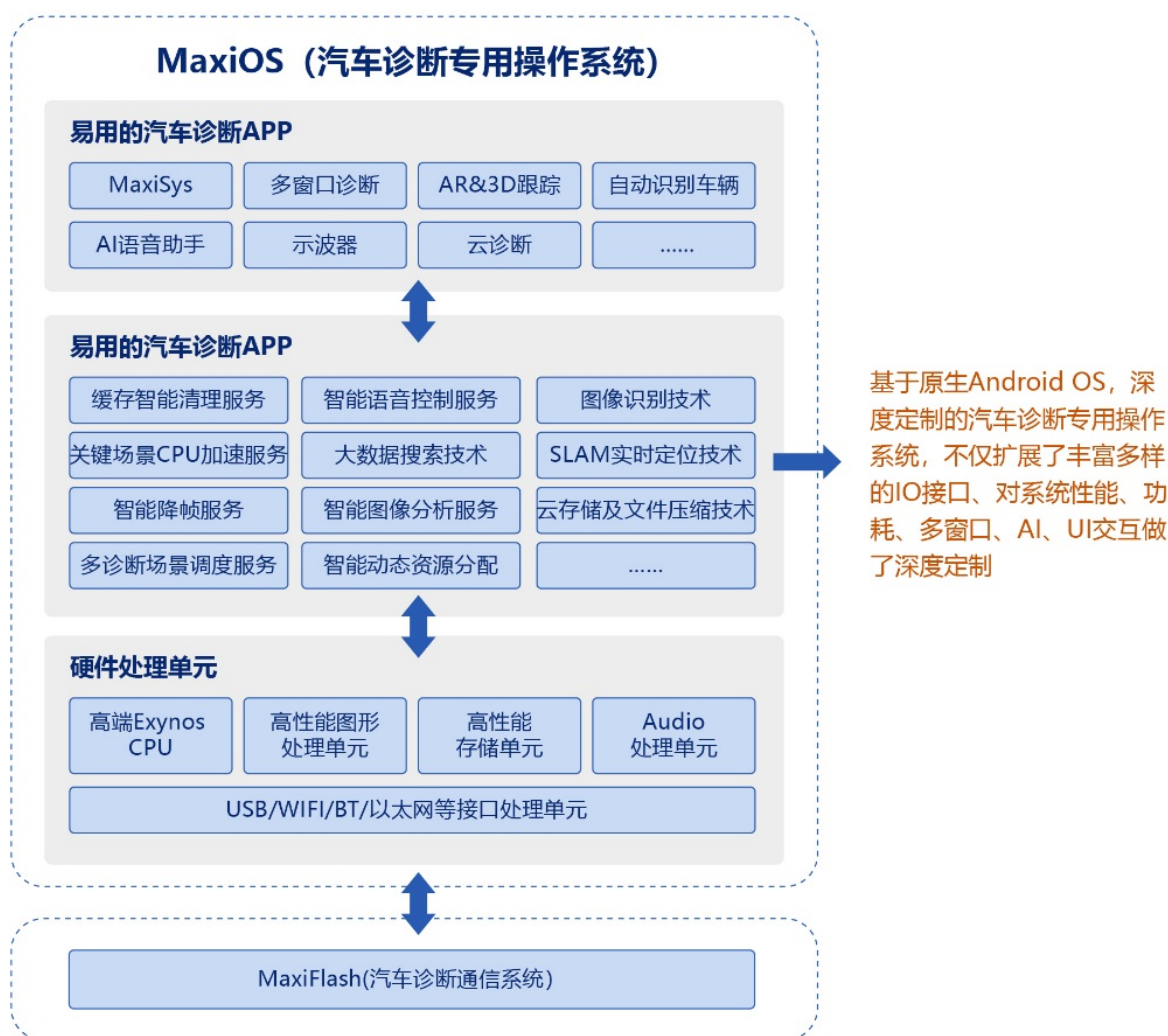 MaxiOS（汽车诊断专用操作系统）
易用的汽车诊断APP
MaxiSys
多窗口诊断
AR&3D跟踪
自动识别车辆
AI语音助手
示波器
云诊断
……
易用的汽车诊断APP
缓存智能清理服务
智能语音控制服务
图像识别技术
关键场景CPU加速服务
大数据搜索技术
SLAM实时定位技术
智能降帧服务
智能图像分析服务
云存储及文件压缩技术
多诊断场景调度服务
智能动态资源分配
……
基于原生Android OS，深
度定制的汽车诊断专用操作
系统，不仅扩展了丰富多样
的IO接口、对系统性能、功
耗、多窗口、AI、UI交互做
了深度定制
硬件处理单元
高端Exynos
CPU
高性能图形
处理单元
高性能
存储单元
Audio
处理单元
USB/WIFI/BT/以太网等接口处理单元
MaxiFlash(汽车诊断通信系统)